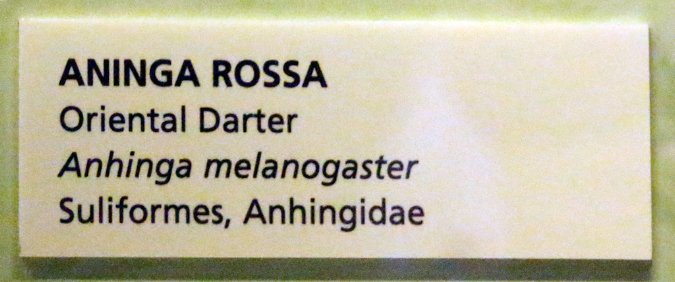 ANINGA ROSSA
Oriental Darter
Anhinga melanogaster
Suliformes, Anhingidae